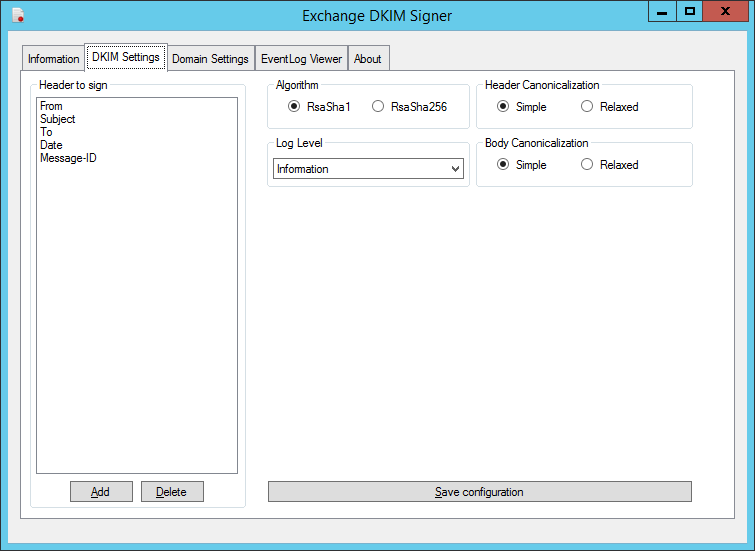 Exchange DKIM Signer
Information
DKIM Settings
Domain Settings
EventLog Viewer
About
Header to sign
From
Subject
To
Date
Message-ID
Add
Delete
Algorithm
RsaSha1
RsaSha256
Header Canonicalization
Simple
Relaxed
Log Level
Information
Body Canonicalization
Simple
Relaxed
Save configuration